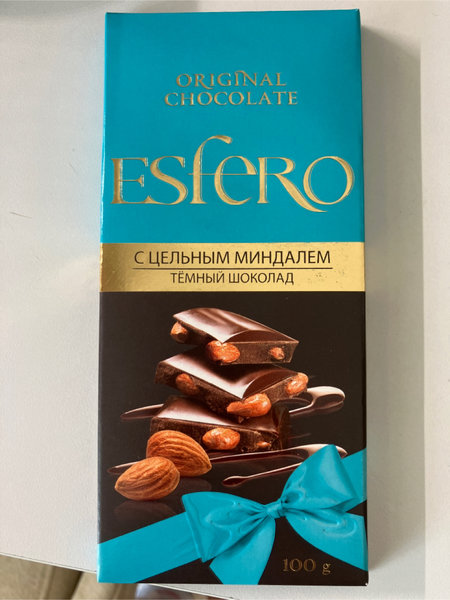 ORIGINAL
CHOCOLATE
ESfERO
С ЦЕЛЬНЫМ МИНДАЛЕМ
ТЁМНЫЙ ШОКОЛАД
100 g